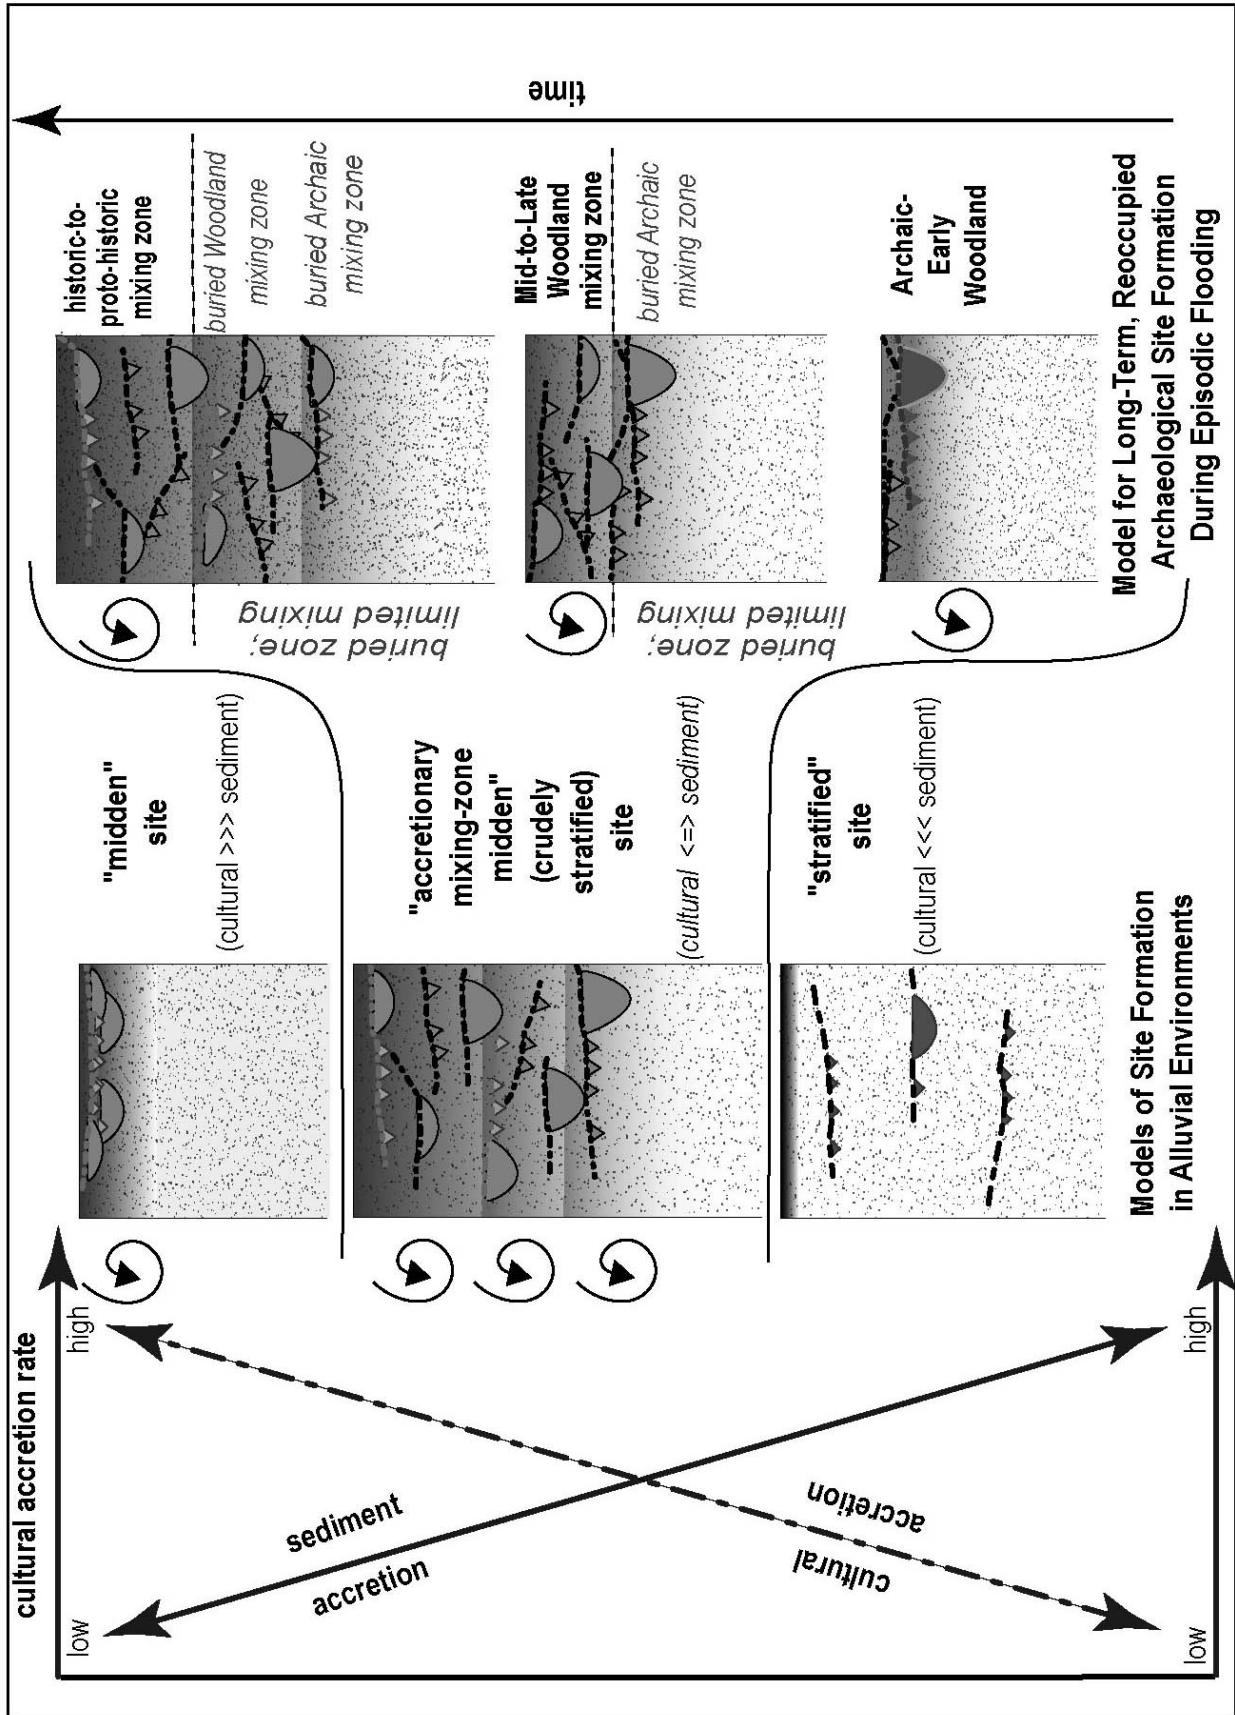 cultural accretion rate
low
high
sediment
accretion
cultural
accretion
low
high
"midden"
site
(cultural >>> sediment)
"accretionary
mixing-zone
midden"
(crudely
stratified)
site
(cultural <=> sediment)
"stratified"
site
(cultural <<< sediment)
Models of Site Formation
in Alluvial Environments
historic-to-
proto-historic
mixing zone
buried Woodland
mixing zone
buried Archaic
mixing zone
buried zone;
limited mixing
Mid-to-Late
Woodland
mixing zone
buried Archaic
mixing zone
buried zone;
limited mixing
Archaic-
Early
Woodland
Model for Long-Term, Reoccupied
Archaeological Site Formation
During Episodic Flooding
time